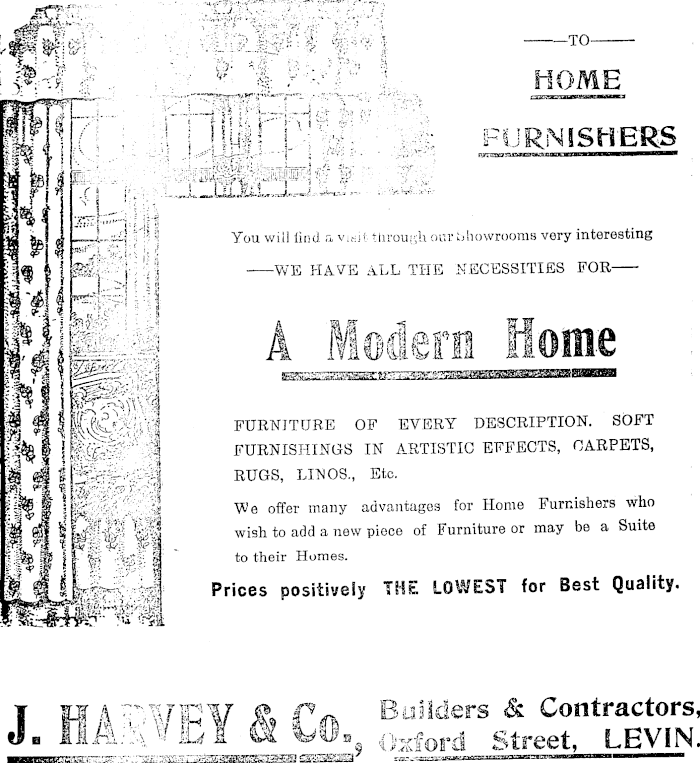 TO
HOME
FURNISHERS
You will find a visit through our Showrooms very interesting
WE HAVE ALL THE NECESSITIES FOR
A Modern Home
FURNITURE OF EVERY DESCRIPTION. SOFT
FURNISHINGS IN ARTISTIC EFFECTS, CARPETS,
RUGS, LINOS., Etc.
We offer many advantages for Home Furnishers who
wish to add a new piece of Furniture or may be a Suite
to their Homes.
Prices positively THE LOWEST for Best Quality.
J. HARVEY & Co., Builders & Contractors,
Oxford Street, LEVIN.